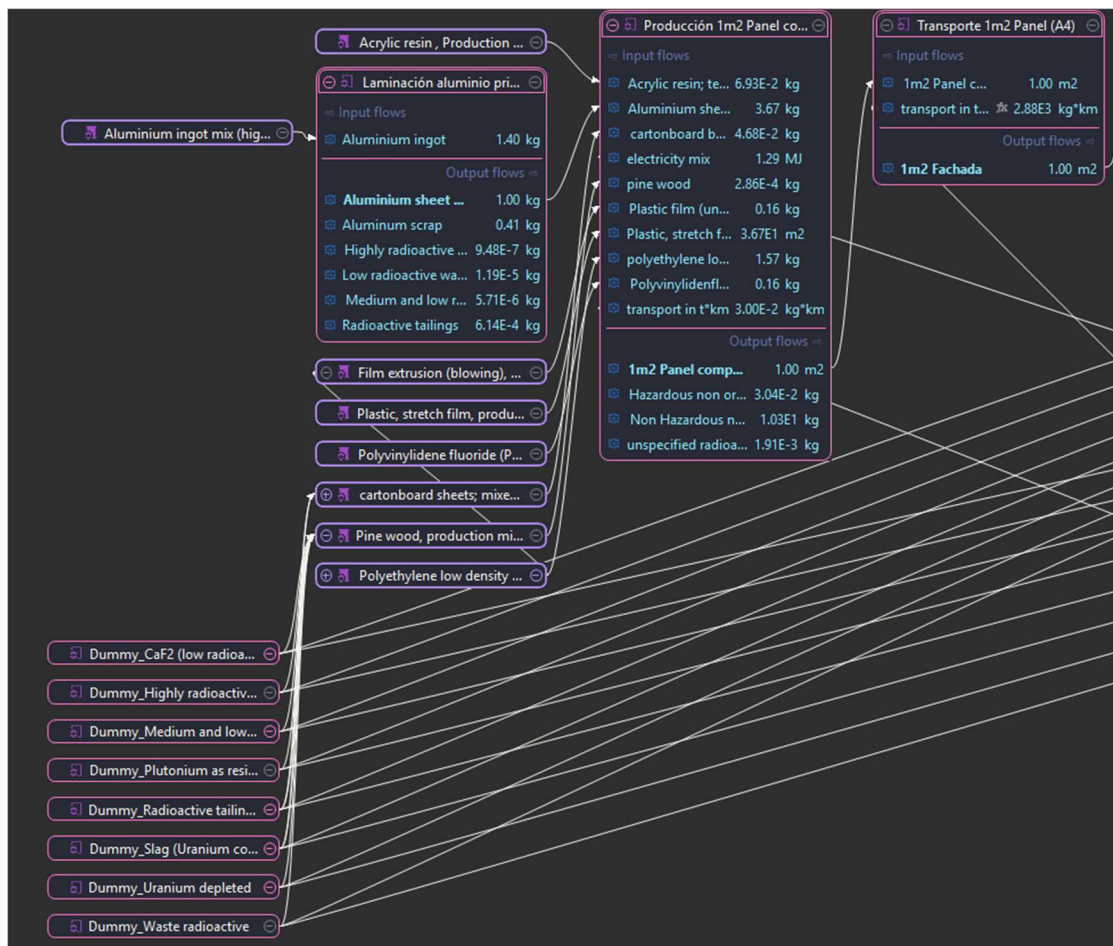 Acrylic resin , Production ...
Aluminium ingot mix (hig...
Laminación aluminio pri...
Input flows
Aluminium ingot 1.40 kg
Output flows
Aluminium sheet ... 1.00 kg
Aluminum scrap 0.41 kg
Highly radioactive ... 9.48E-7 kg
Low radioactive wa... 1.19E-5 kg
Medium and low r... 5.71E-6 kg
Radioactive tailings 6.14E-4 kg
Film extrusion (blowing), ...
Plastic, stretch film, produ...
Polyvinylidene fluoride (P...
cartonboard sheets; mixe...
Pine wood, production mi...
Polyethylene low density ...
Dummy_CaF2 (low radioa...
Dummy_Highly radioactiv...
Dummy_Medium and low...
Dummy_Plutonium as resi...
Dummy_Radioactive tailin...
Dummy_Slag (Uranium co...
Dummy_Uranium depleted
Dummy_Waste radioactive
Producción 1m2 Panel co...
Input flows
Acrylic resin; te... 6.93E-2 kg
Aluminium she... 3.67 kg
cartonboard b... 4.68E-2 kg
electricity mix 1.29 MJ
pine wood 2.86E-4 kg
Plastic film (un... 0.16 kg
Plastic, stretch f... 3.67E1 m2
polyethylene lo... 1.57 kg
Polyvinylidenfl... 0.16 kg
transport in t*km 3.00E-2 kg*km
Output flows
1m2 Panel comp... 1.00 m2
Hazardous non or... 3.04E-2 kg
Non Hazardous n... 1.03E1 kg
unspecified radioa... 1.91E-3 kg
Transporte 1m2 Panel (A4)
Input flows
1m2 Panel c... 1.00 m2
transport in t... fx 2.88E3 kg*km
Output flows
1m2 Fachada 1.00 m2